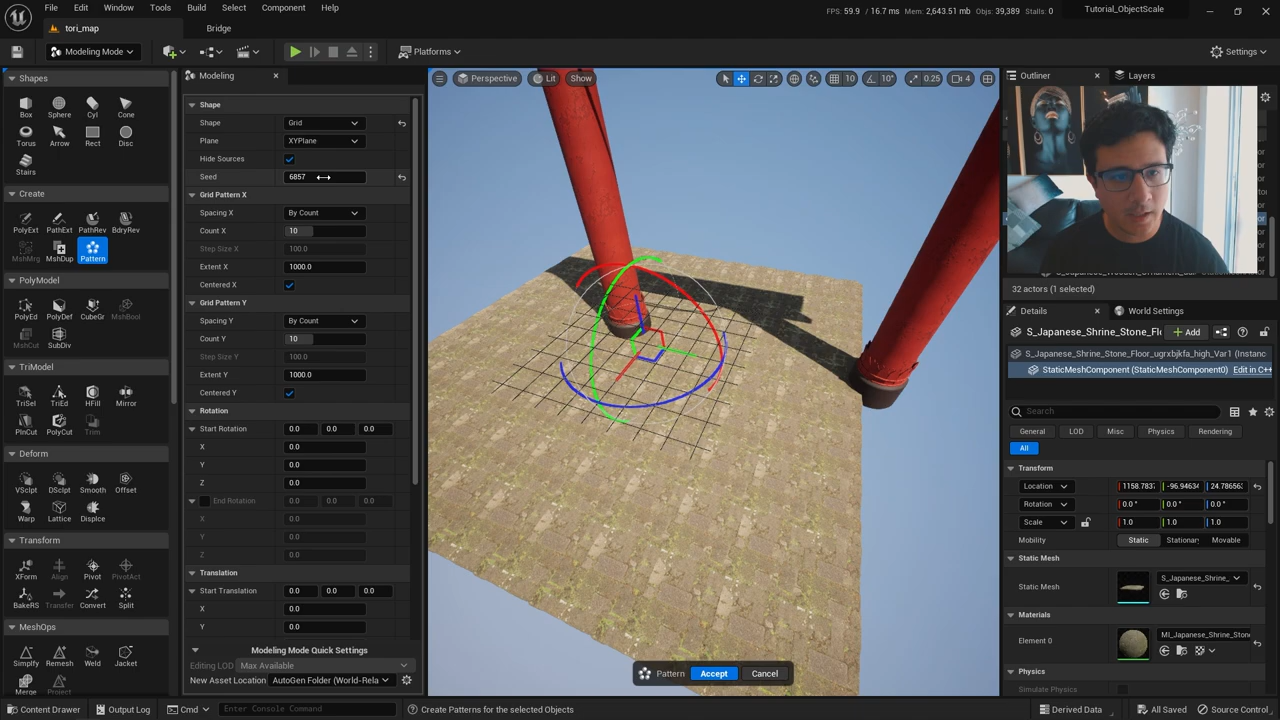 File Edit Window Tools Build Select Component Help
FPS: 59.9 / 16.7 ms Mem: 2,643.51 mb Objs: 39,389 Stalls: 0
Tutorial_ObjectScale
tori_map
Bridge
Modeling Mode
Platforms
Settings
Shapes
Box Sphere Cyl Cone
Torus Arrow Rect Disc
Stairs
Create
PolyExt PathExt PathRev BdryRev
MshMrg MshDup Pattern
PolyModel
PolyEd PolyDef CubeGr MshBool
MshCut SubDiv
TriModel
TriSel TriEd HFill Mirror
PlnCut PolyCut Trim
Deform
VSclpt DSclpt Smooth Offset
Warp Lattice Displce
Transform
XForm Align Pivot PivotAct
BakeRS Transfer Convert Split
MeshOps
Simplfy Remesh Weld Jacket
Merge Project
Modeling
Shape
Shape Grid
Plane XYPlane
Hide Sources
Seed 6857
Grid Pattern X
Spacing X By Count
Count X 10
Step Size X 100.0
Extent X 1000.0
Centered X
Grid Pattern Y
Spacing Y By Count
Count Y 10
Step Size Y 100.0
Extent Y 1000.0
Centered Y
Rotation
Start Rotation 0.0 0.0 0.0
X 0.0
Y 0.0
Z 0.0
End Rotation 0.0 0.0 0.0
X 0.0
Y 0.0
Z 0.0
Translation
Start Translation 0.0 0.0 0.0
X 0.0
Y 0.0
Modeling Mode Quick Settings
Editing LOD Max Available
New Asset Location AutoGen Folder (World-Rela
Perspective Lit Show
10 10° 0.25 4
Pattern Accept Cancel
Outliner
Layers
32 actors (1 selected)
Details
World Settings
S_Japanese_Shrine_Stone_Flo
Add
S_Japanese_Shrine_Stone_Floor_ugrxbjkfa_high_Var1 (Instanc
StaticMeshComponent (StaticMeshComponent0) Edit in C++
Search
General LOD Misc Physics Rendering
All
Transform
Location 1158.783 -96.9463 24.78656
Rotation 0.0 ° 0.0 ° 0.0 °
Scale 1.0 1.0 1.0
Mobility Static Stationary Movable
Static Mesh
Static Mesh S_Japanese_Shrine_
Materials
Element 0 MI_Japanese_Shrine_Stone
Physics
Simulate Physics
Content Drawer Output Log Cmd Enter Console Command Create Patterns for the selected Objects Derived Data All Saved Source Control